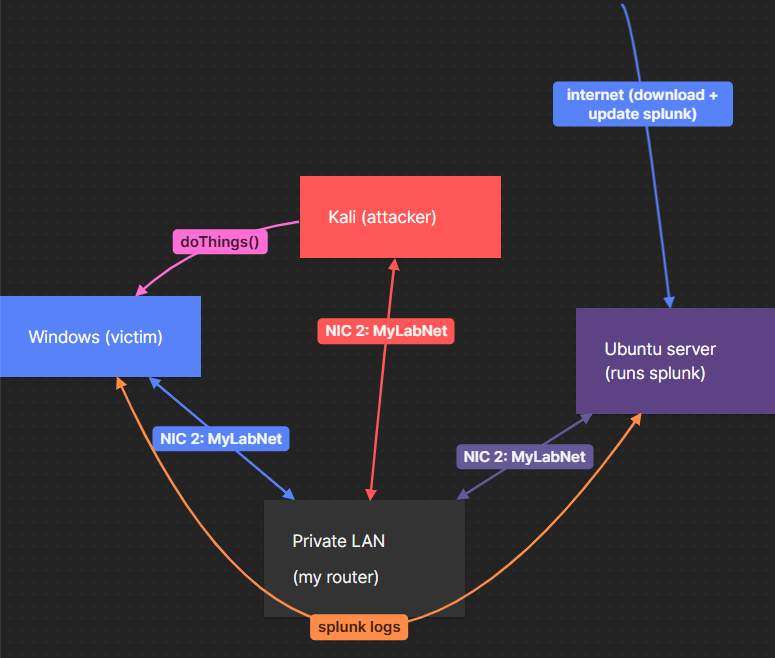 internet (download +
update splunk)
Kali (attacker)
doThings()
Windows (victim)
NIC 2: MyLabNet
Ubuntu server
(runs splunk)
NIC 2: MyLabNet
NIC 2: MyLabNet
Private LAN
(my router)
splunk logs